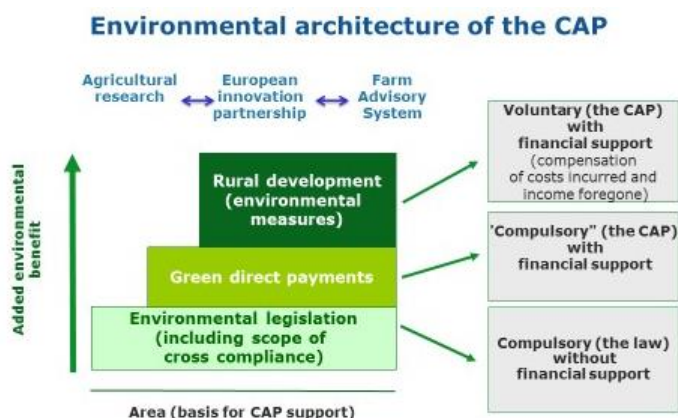 Environmental architecture of the CAP
Agricultural
research
European
innovation
partnership
Farm
Advisory
System
Added environmental
benefit
Rural development
(environmental
measures)
Green direct payments
Environmental legislation
(including scope of
cross compliance)
Area (basis for CAP support)
Voluntary (the CAP)
with
financial support
(compensation
of costs incurred and
income foregone)
'Compulsory" (the CAP)
with
financial support
Compulsory (the law)
without
financial support